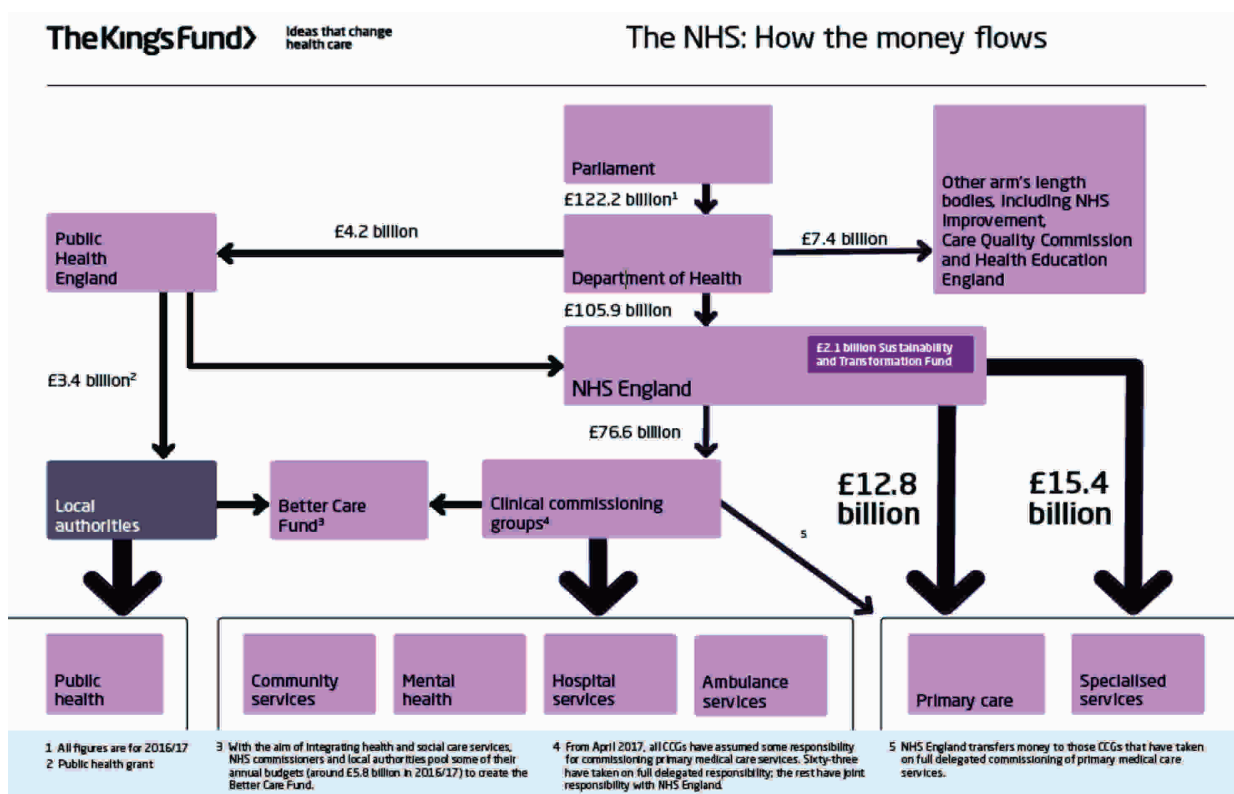 TheKing'sFund>
Ideas that change
health care
The NHS: How the money flows
Parliament
£122.2 billion¹
Other arm's length
bodies, including NHS
Improvement,
Care Quality Commission
and Health Education
England
Public
Health
England
£4.2 billion
Department of Health
£7.4 billion
£105.9 billion
£2.1 billion Sustainability
and Transformation Fund
NHS England
£3.4 billion²
£76.6 billion
Local
authorities
Better Care
Fund³
Clinical commissioning
groups⁴
5
£12.8
billion
£15.4
billion
Public
health
Community
services
Mental
health
Hospital
services
Ambulance
services
Primary care
Specialised
services
1 All figures are for 2016/17
2 Public health grant
3 With the aim of integrating health and social care services,
NHS commissioners and local authorities pool some of their
annual budgets (around £5.8 billion in 2016/17) to create the
Better Care Fund.
4 From April 2017, all CCGs have assumed some responsibility
for commissioning primary medical care services. Sixty-three
have taken on full delegated responsibility; the rest have joint
responsibility with NHS England.
5 NHS England transfers money to those CCGs that have taken
on full delegated commissioning of primary medical care
services.